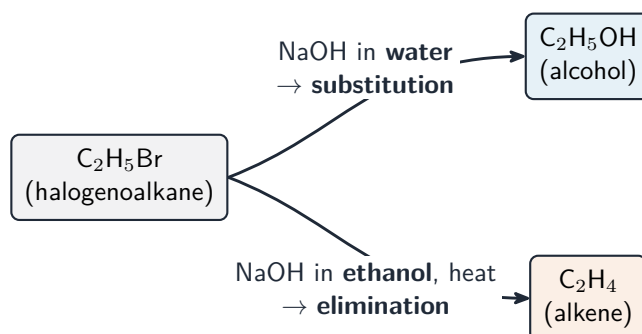 NaOH in water
→ substitution
C₂H₅OH
(alcohol)
C₂H₅Br
(halogenoalkane)
NaOH in ethanol, heat
→ elimination
C₂H₄
(alkene)